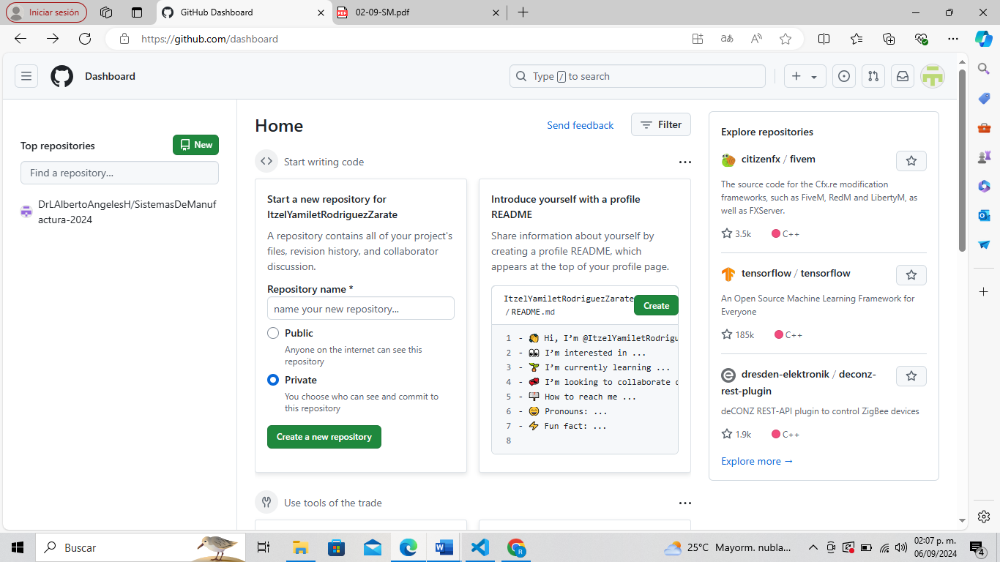 Iniciar sesión
GitHub Dashboard
02-09-SM.pdf
https://github.com/dashboard
Dashboard
Type / to search
Top repositories
New
Find a repository...
DrLAlbertoAngelesH/SistemasDeManuf
actura-2024
Home
Send feedback
Filter
Start writing code
Start a new repository for
ItzelYamiletRodriguezZarate
A repository contains all of your project's
files, revision history, and collaborator
discussion.
Repository name *
name your new repository...
Public
Anyone on the internet can see this
repository
Private
You choose who can see and commit to
this repository
Create a new repository
Introduce yourself with a profile
README
Share information about yourself by
creating a profile README, which
appears at the top of your profile page.
ItzelYamiletRodriguezZarate
/README.md
Create
1 - 👋 Hi, I’m @ItzelYamiletRodrigu
2 - 👀 I’m interested in ...
3 - 🌱 I’m currently learning ...
4 - 💞️ I’m looking to collaborate o
5 - 📫 How to reach me ...
6 - 😄 Pronouns: ...
7 - ⚡ Fun fact: ...
8
Use tools of the trade
Explore repositories
citizenfx / fivem
The source code for the Cfx.re modification
frameworks, such as FiveM, RedM and LibertyM, as
well as FXServer.
3.5k C++
tensorflow / tensorflow
An Open Source Machine Learning Framework for
Everyone
185k C++
dresden-elektronik / deconz-
rest-plugin
deCONZ REST-API plugin to control ZigBee devices
1.9k C++
Explore more →
Buscar
25°C Mayorm. nubla...
02:07 p. m.
06/09/2024
4